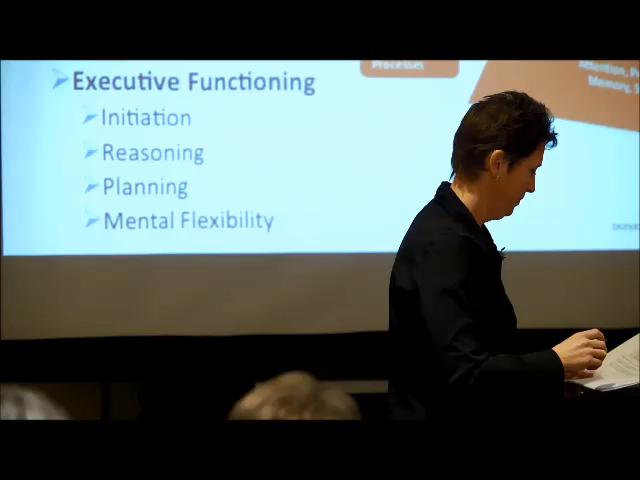 Executive Functioning
Initiation
Reasoning
Planning
Mental Flexibility
Processes
Attention,
Memory,